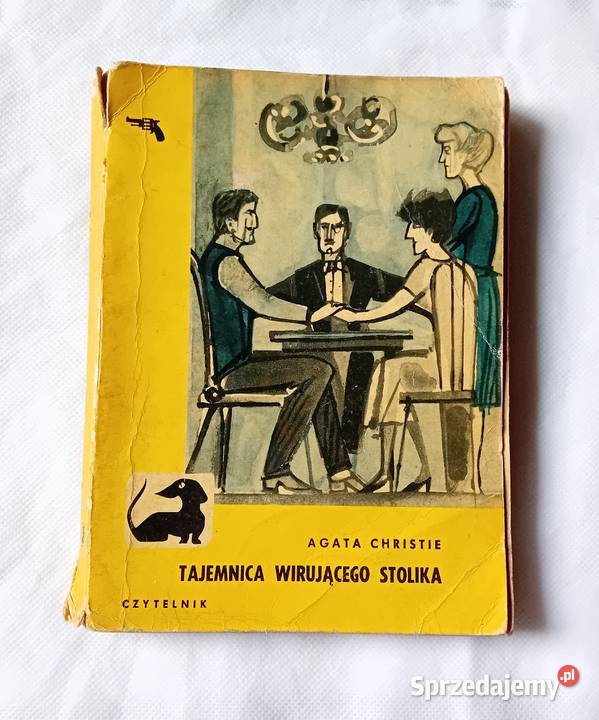 AGATA CHRISTIE
TAJEMNICA WIRUJĄCEGO STOLIKA
CZYTELNIK
Sprzedajemy.pl